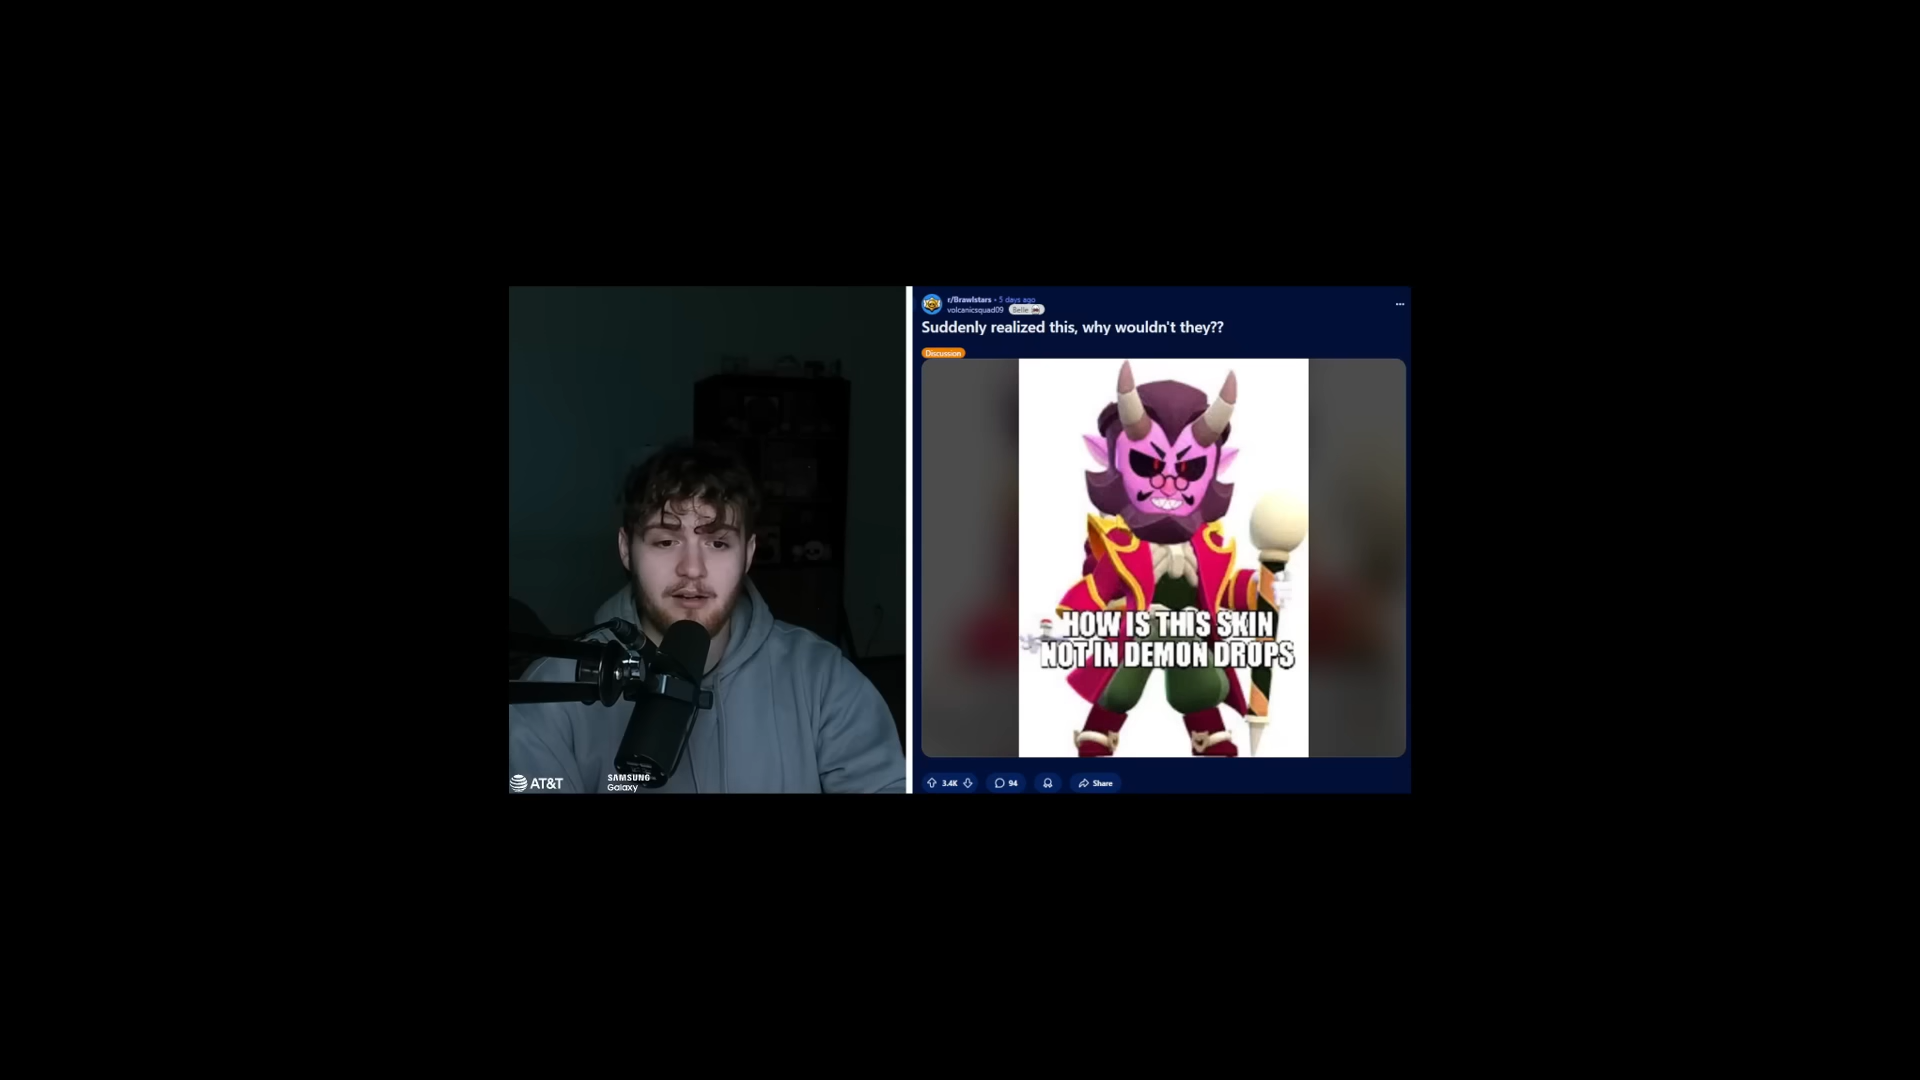 r/Brawlstars • 5 days ago
volcanicsquad09 Belle
Suddenly realized this, why wouldn't they??
Discussion
HOW IS THIS SKIN
NOT IN DEMON DROPS
3.4K 94 Share
AT&T
SAMSUNG
Galaxy